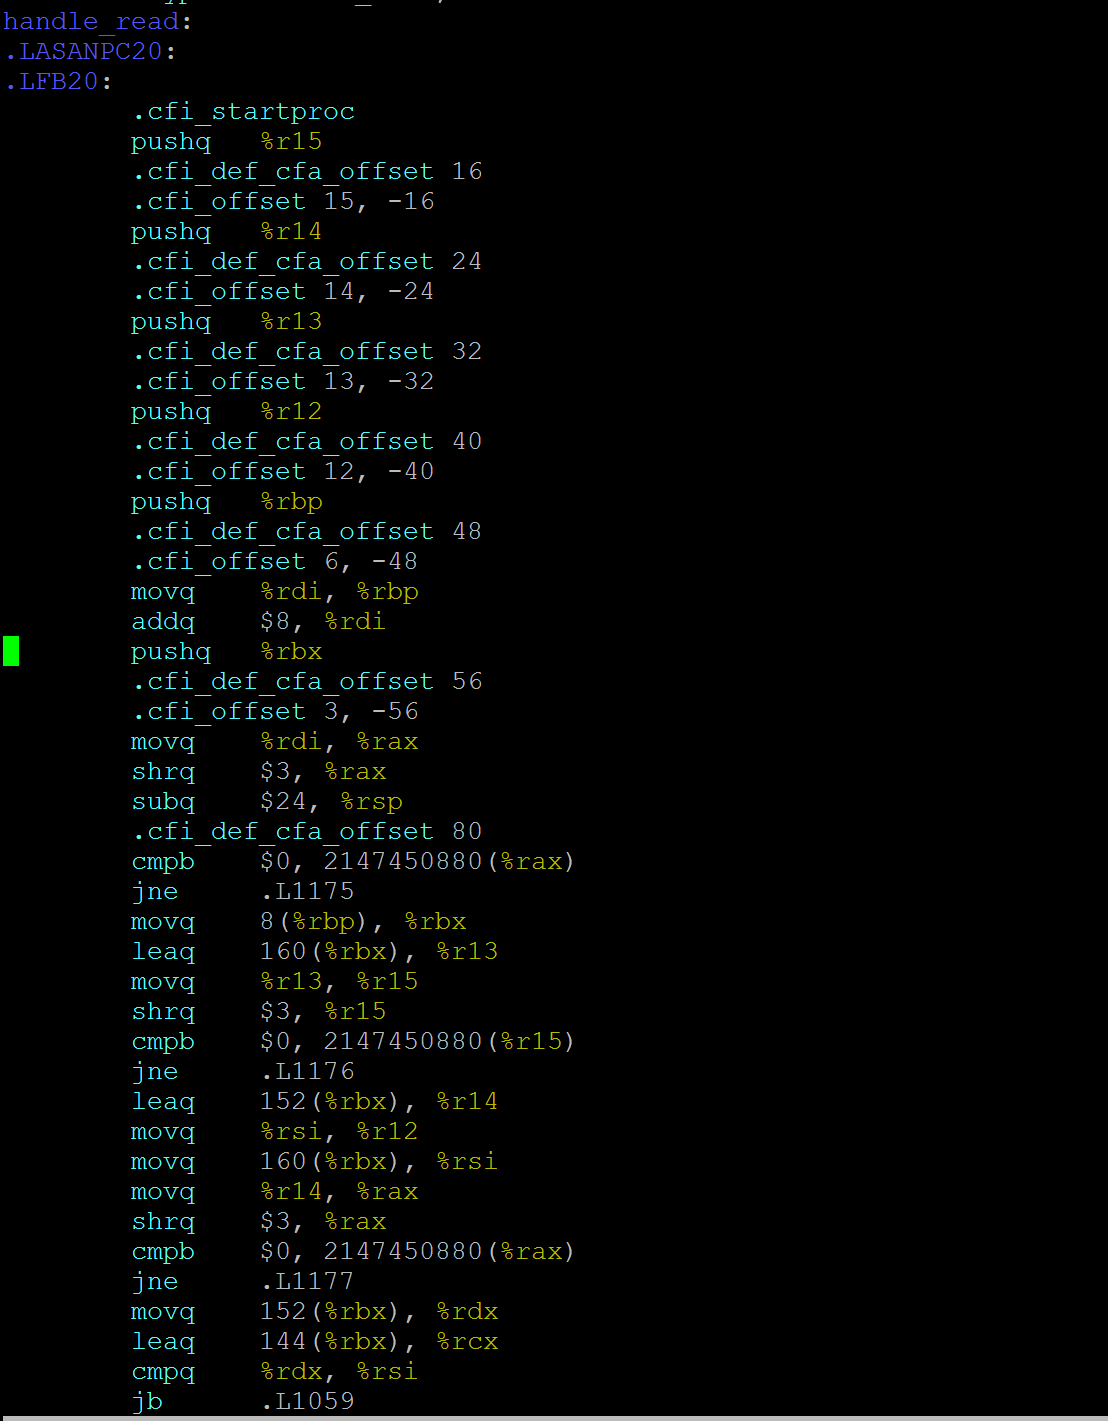 handle_read:
.LASANPC20:
.LFB20:
.cfi_startproc
pushq %r15
.cfi_def_cfa_offset 16
.cfi_offset 15, -16
pushq %r14
.cfi_def_cfa_offset 24
.cfi_offset 14, -24
pushq %r13
.cfi_def_cfa_offset 32
.cfi_offset 13, -32
pushq %r12
.cfi_def_cfa_offset 40
.cfi_offset 12, -40
pushq %rbp
.cfi_def_cfa_offset 48
.cfi_offset 6, -48
movq %rdi, %rbp
addq $8, %rdi
pushq %rbx
.cfi_def_cfa_offset 56
.cfi_offset 3, -56
movq %rdi, %rax
shrq $3, %rax
subq $24, %rsp
.cfi_def_cfa_offset 80
cmpb $0, 2147450880(%rax)
jne .L1175
movq 8(%rbp), %rbx
leaq 160(%rbx), %r13
movq %r13, %r15
shrq $3, %r15
cmpb $0, 2147450880(%r15)
jne .L1176
leaq 152(%rbx), %r14
movq %rsi, %r12
movq 160(%rbx), %rsi
movq %r14, %rax
shrq $3, %rax
cmpb $0, 2147450880(%rax)
jne .L1177
movq 152(%rbx), %rdx
leaq 144(%rbx), %rcx
cmpq %rdx, %rsi
jb .L1059